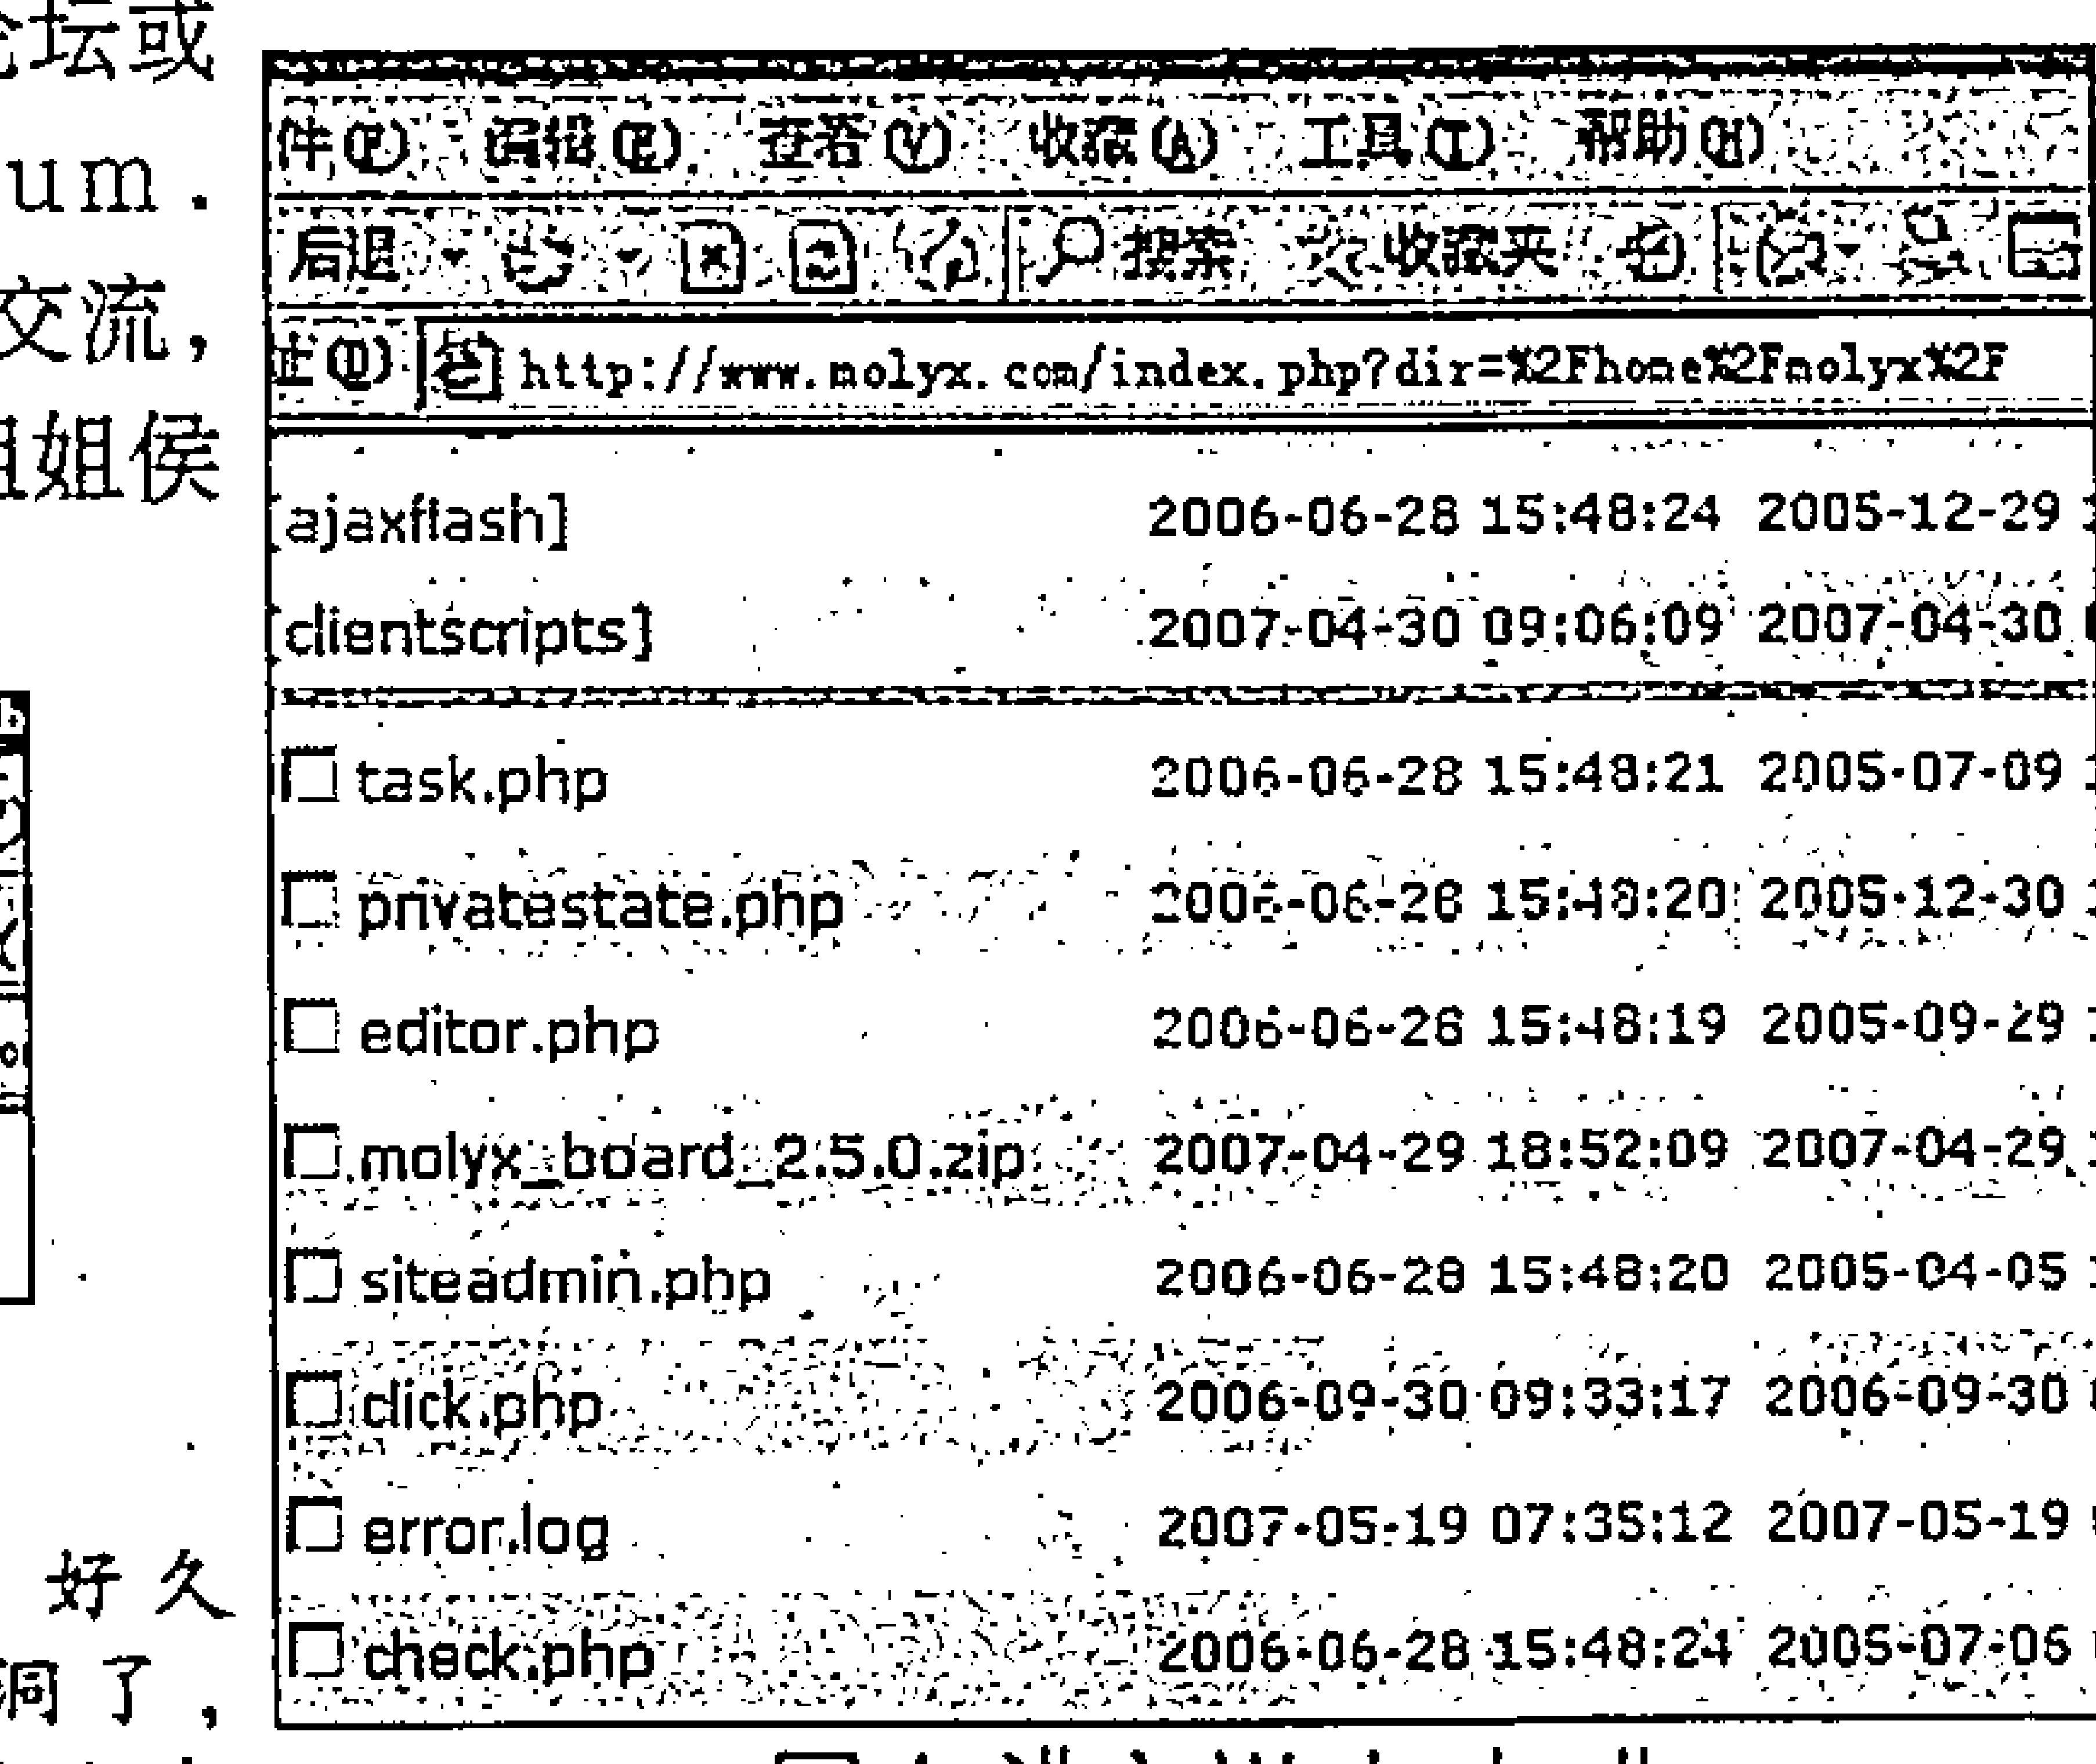 坛或
um.
交流，
姐侯
件(F) 编辑(E) 查看(V) 收藏(A) 工具(T) 帮助(H)
后退 搜索 收藏夹
址(D) http://www.molyx.com/index.php?dir=%2Fhome%2Fmolyx%2F
[ajaxflash] 2006-06-28 15:48:24 2005-12-29
[clientscripts] 2007-04-30 09:06:09 2007-04-30
task.php 2006-06-28 15:48:21 2005-07-09
privatestate.php 2006-06-28 15:48:20 2005-12-30
editor.php 2006-06-28 15:48:19 2005-09-29
molyx_board_2.5.0.zip 2007-04-29 18:52:09 2007-04-29
siteadmin.php 2006-06-28 15:48:20 2005-04-05
click.php 2006-09-30 09:33:17 2006-09-30
error.log 2007-05-19 07:35:12 2007-05-19
check.php 2006-06-28 15:48:24 2005-07-06
好久
洞了，